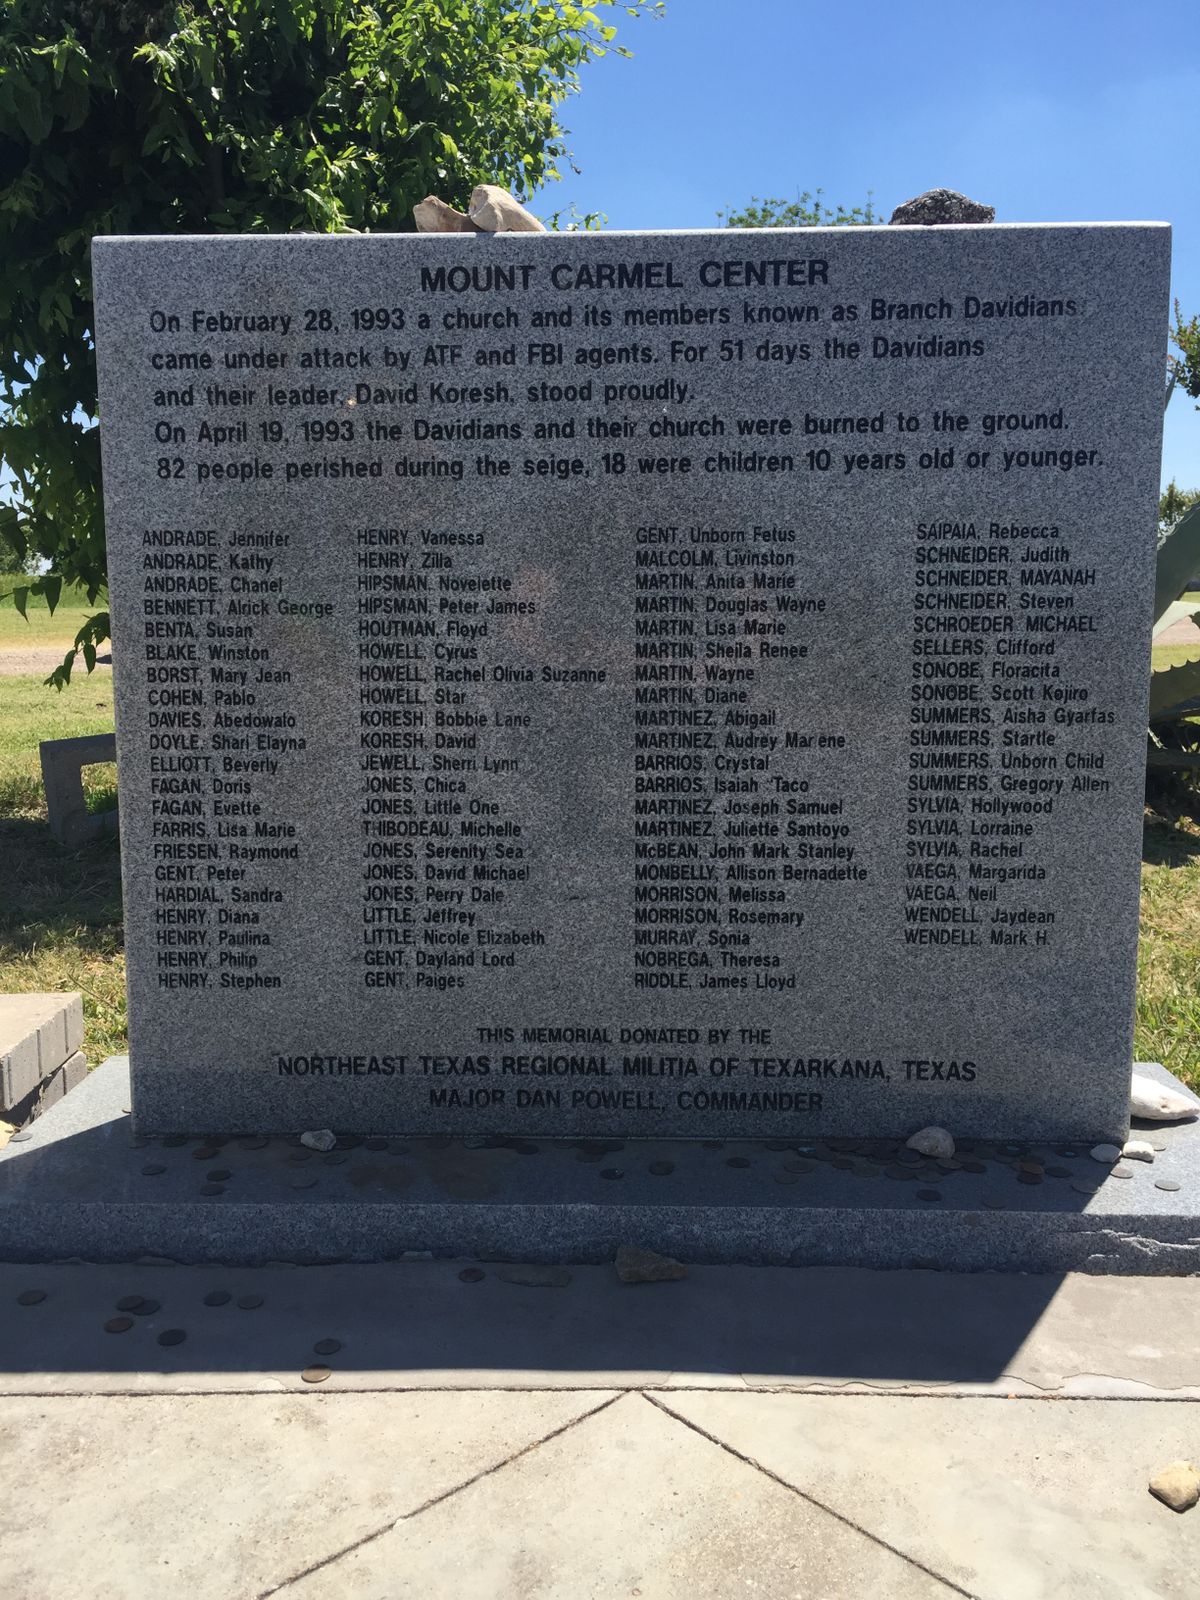 MOUNT CARMEL CENTER
On February 28, 1993 a church and its members known as Branch Davidians
came under attack by ATF and FBI agents. For 51 days the Davidians
and their leader, David Koresh, stood proudly.
On April 19, 1993 the Davidians and their church were burned to the ground.
82 people perished during the seige, 18 were children 10 years old or younger.
ANDRADE, Jennifer
ANDRADE, Kathy
ANDRADE, Chanel
BENNETT, Alrick George
BENTA, Susan
BLAKE, Winston
BORST, Mary Jean
COHEN, Pablo
DAVIES, Abedowalo
DOYLE, Shari Elayna
ELLIOTT, Beverly
FAGAN, Doris
FAGAN, Evette
FARRIS, Lisa Marie
FRIESEN, Raymond
GENT, Peter
HARDIAL, Sandra
HENRY, Diana
HENRY, Paulina
HENRY, Philip
HENRY, Stephen
HENRY, Vanessa
HENRY, Zilla
HIPSMAN, Novelette
HIPSMAN, Peter James
HOUTMAN, Floyd
HOWELL, Cyrus
HOWELL, Rachel Olivia Suzanne
HOWELL, Star
KORESH, Bobbie Lane
KORESH, David
JEWELL, Sherri Lynn
JONES, Chica
JONES, Little One
THIBODEAU, Michelle
JONES, Serenity Sea
JONES, David Michael
JONES, Perry Dale
LITTLE, Jeffrey
LITTLE, Nicole Elizabeth
GENT, Dayland Lord
GENT, Paiges
GENT, Unborn Fetus
MALCOLM, Livinston
MARTIN, Anita Marie
MARTIN, Douglas Wayne
MARTIN, Lisa Marie
MARTIN, Sheila Renee
MARTIN, Wayne
MARTIN, Diane
MARTINEZ, Abigail
MARTINEZ, Audrey Marlene
BARRIOS, Crystal
BARRIOS, Isaiah "Taco
MARTINEZ, Joseph Samuel
MARTINEZ, Juliette Santoyo
McBEAN, John Mark Stanley
MONBELLY, Allison Bernadette
MORRISON, Melissa
MORRISON, Rosemary
MURRAY, Sonia
NOBREGA, Theresa
RIDDLE, James Lloyd
SAIPAIA, Rebecca
SCHNEIDER, Judith
SCHNEIDER, MAYANAH
SCHNEIDER, Steven
SCHROEDER, MICHAEL
SELLERS, Clifford
SONOBE, Floracita
SONOBE, Scott Kojiro
SUMMERS, Aisha Gyarfas
SUMMERS, Startle
SUMMERS, Unborn Child
SUMMERS, Gregory Allen
SYLVIA, Hollywood
SYLVIA, Lorraine
SYLVIA, Rachel
VAEGA, Margarida
VAEGA, Neil
WENDELL, Jaydean
WENDELL, Mark H.
THIS MEMORIAL DONATED BY THE
NORTHEAST TEXAS REGIONAL MILITIA OF TEXARKANA, TEXAS
MAJOR DAN POWELL, COMMANDER